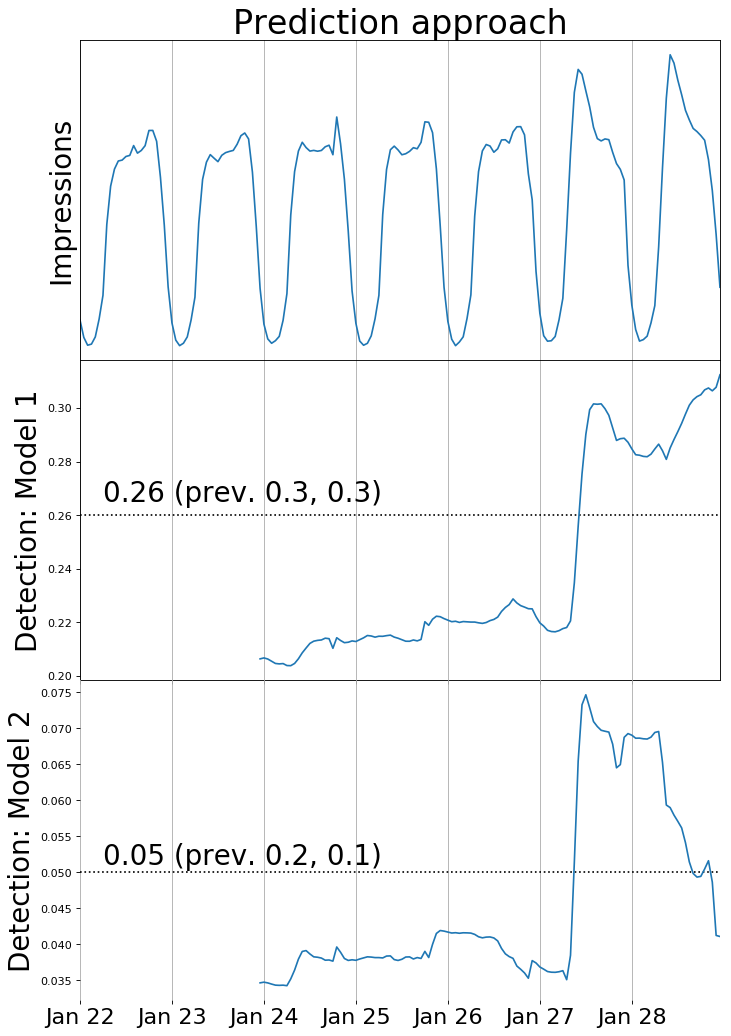 Prediction approach
Impressions
Detection: Model 1
0.30
0.28
0.26 (prev. 0.3, 0.3)
0.26
0.24
0.22
0.20
Detection: Model 2
0.075
0.070
0.065
0.060
0.055
0.05 (prev. 0.2, 0.1)
0.050
0.045
0.040
0.035
Jan 22 Jan 23 Jan 24 Jan 25 Jan 26 Jan 27 Jan 28